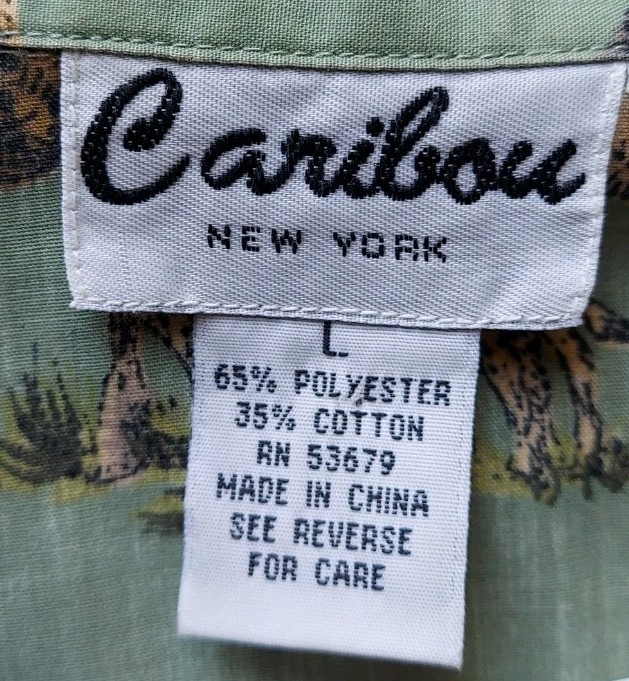 Caribou
NEW YORK
L
65% POLYESTER
35% COTTON
RN 53679
MADE IN CHINA
SEE REVERSE
FOR CARE